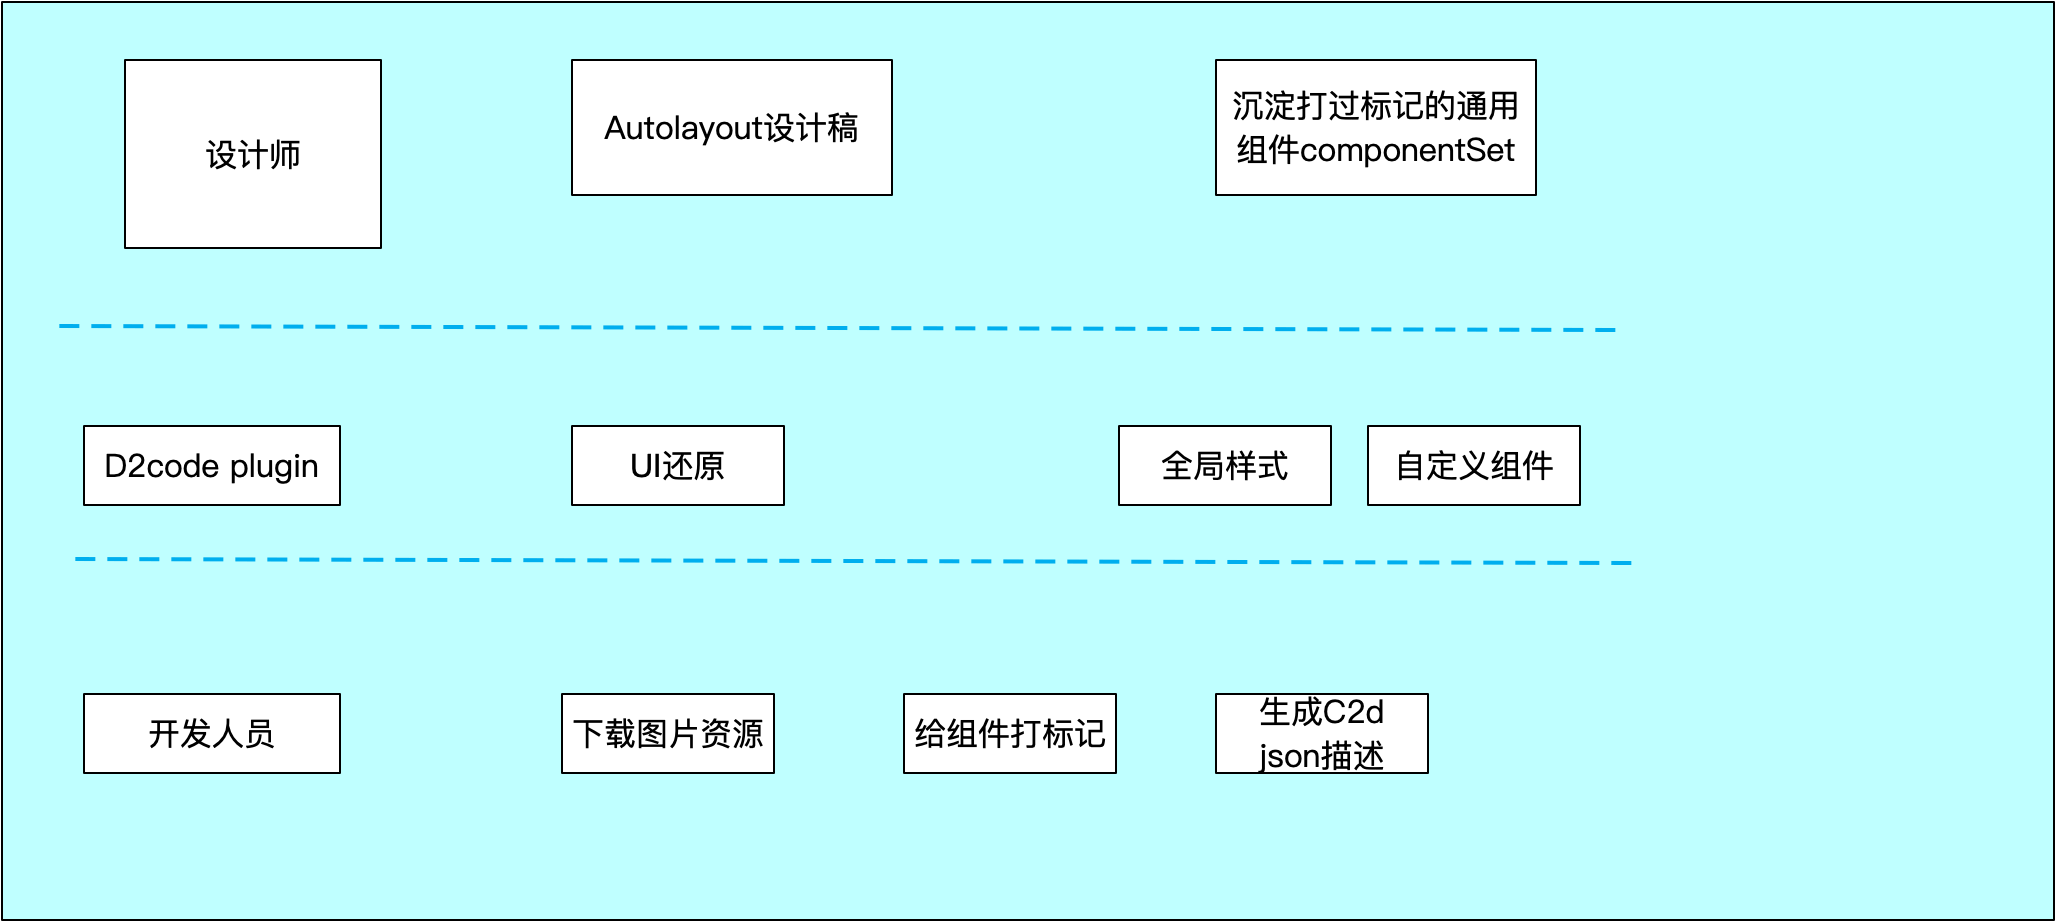 设计师
Autolayout设计稿
沉淀打过标记的通用
组件componentSet
D2code plugin
UI还原
全局样式
自定义组件
开发人员
下载图片资源
给组件打标记
生成C2d
json描述